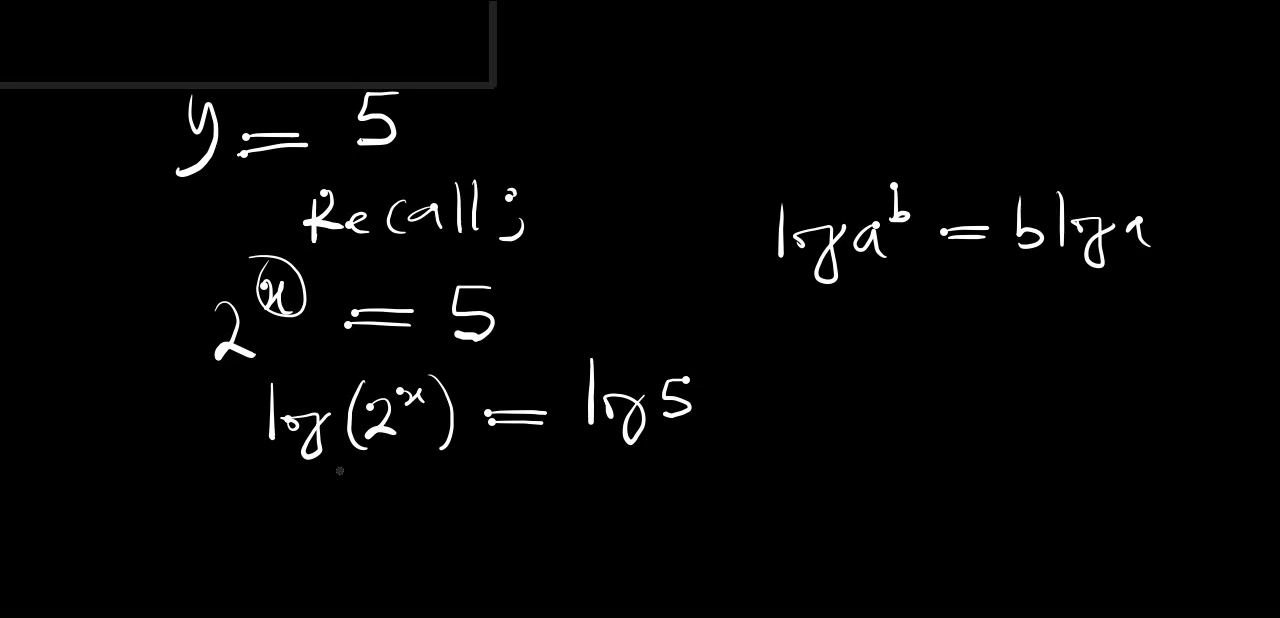 y = 5
Recall;
log a^b = b log a
2^x = 5
log(2^x) = log 5